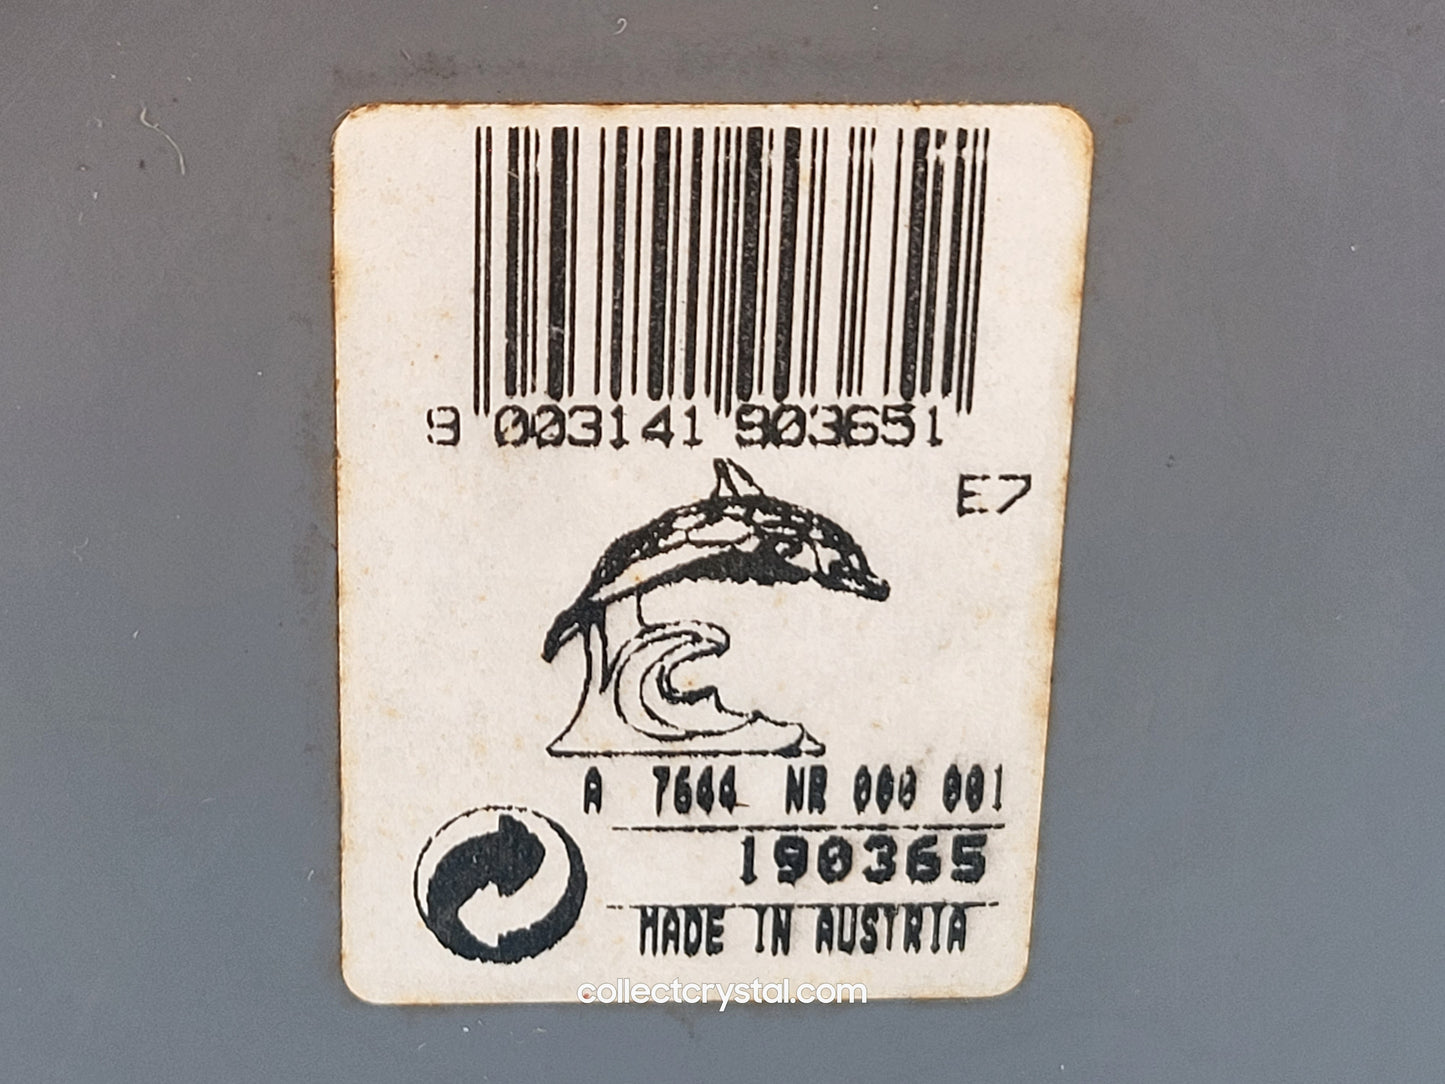 9 003141 903651
E7
A 7644 NR 000 001
190365
MADE IN AUSTRIA
collectcrystal.com